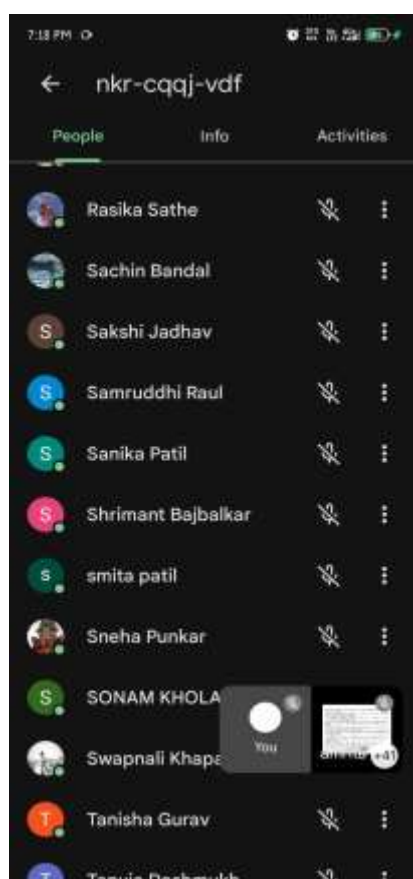 7:18 PM
nkr-cqqj-vdf
People Info Activities
Rasika Sathe
Sachin Bandal
S Sakshi Jadhav
S Samruddhi Raul
S Sanika Patil
S Shrimant Bajbalkar
s smita patil
Sneha Punkar
S SONAM KHOLA
You
+41
Swapnali Khapa
T Tanisha Gurav
T